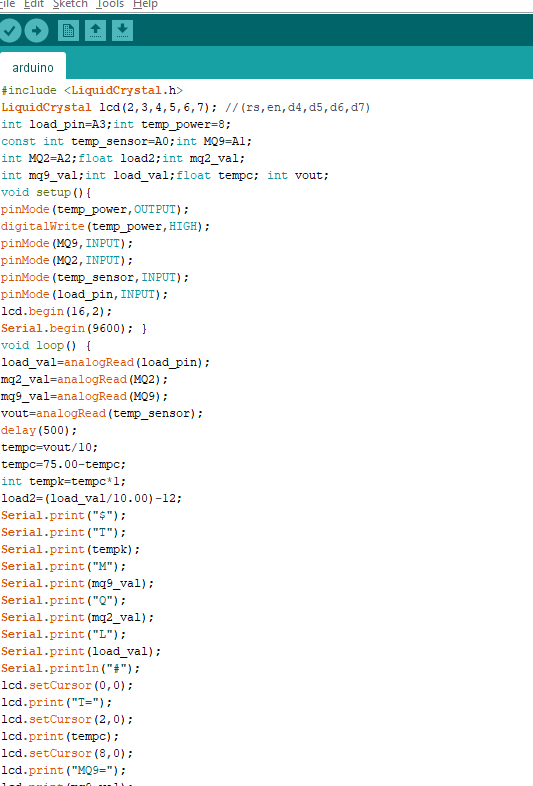 File Edit Sketch Tools Help
arduino
#include <LiquidCrystal.h>
LiquidCrystal lcd(2,3,4,5,6,7); //(rs,en,d4,d5,d6,d7)
int load_pin=A3;int temp_power=8;
const int temp_sensor=A0;int MQ9=A1;
int MQ2=A2;float load2;int mq2_val;
int mq9_val;int load_val;float tempc; int vout;
void setup(){
pinMode(temp_power,OUTPUT);
digitalWrite(temp_power,HIGH);
pinMode(MQ9,INPUT);
pinMode(MQ2,INPUT);
pinMode(temp_sensor,INPUT);
pinMode(load_pin,INPUT);
lcd.begin(16,2);
Serial.begin(9600); }
void loop() {
load_val=analogRead(load_pin);
mq2_val=analogRead(MQ2);
mq9_val=analogRead(MQ9);
vout=analogRead(temp_sensor);
delay(500);
tempc=vout/10;
tempc=75.00-tempc;
int tempk=tempc*1;
load2=(load_val/10.00)-12;
Serial.print("$");
Serial.print("T");
Serial.print(tempk);
Serial.print("M");
Serial.print(mq9_val);
Serial.print("Q");
Serial.print(mq2_val);
Serial.print("L");
Serial.print(load_val);
Serial.println("#");
lcd.setCursor(0,0);
lcd.print("T=");
lcd.setCursor(2,0);
lcd.print(tempc);
lcd.setCursor(8,0);
lcd.print("MQ9=");
lcd.print(mq9_val);